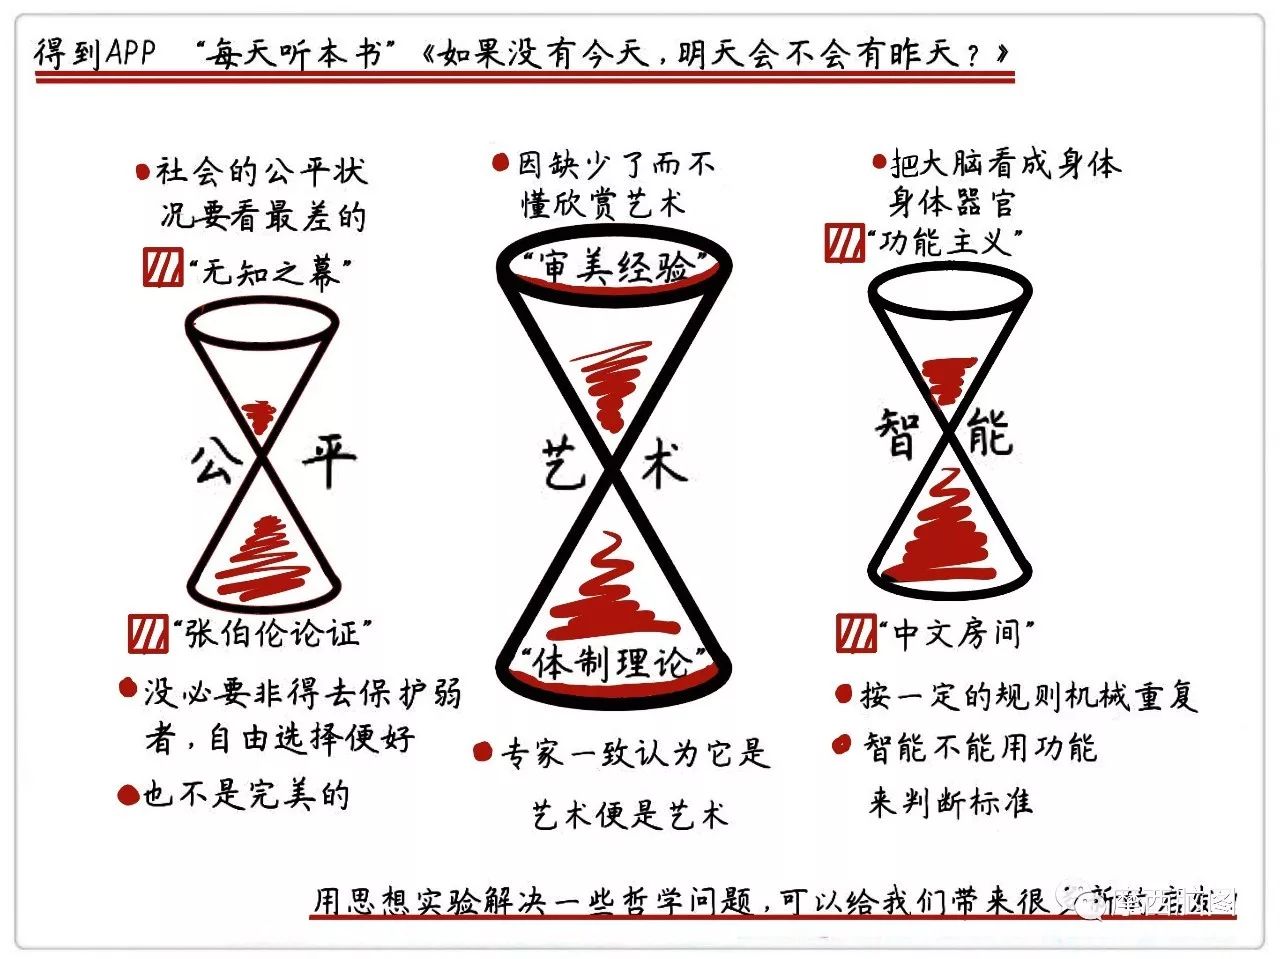 得到APP “每天听本书”《如果没有今天，明天会不会有昨天？》
社会的公平状
况要看最差的
“无知之幕”
公平
“张伯伦论证”
没必要非得去保护弱
者，自由选择便好
也不是完美的
因缺少了而不
懂欣赏艺术
“审美经验”
艺术
“体制理论”
专家一致认为它是
艺术便是艺术
把大脑看成身体
身体器官
“功能主义”
智能
“中文房间”
按一定的规则机械重复
智能不能用功能
来判断标准
用思想实验解决一些哲学问题，可以给我们带来很